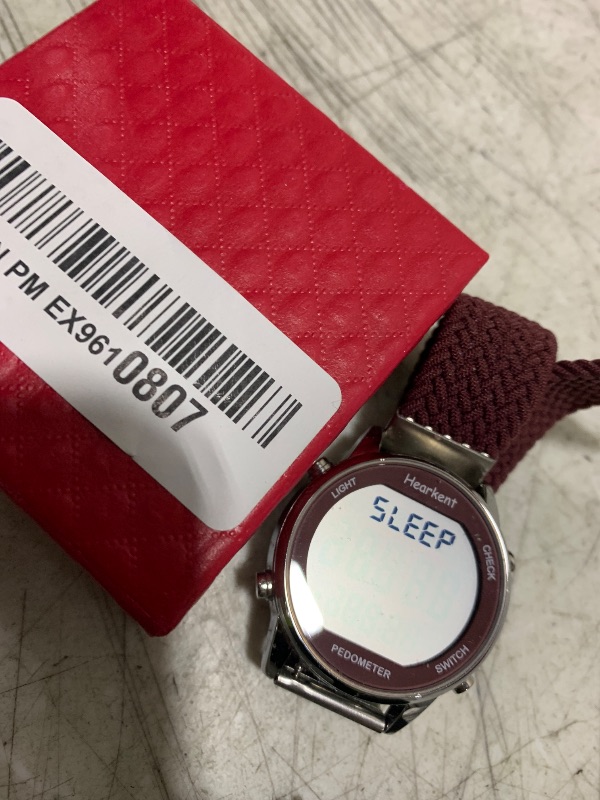 PM EX9610807
LIGHT
Hearkent
CHECK
SLEEP
PEDOMETER
SWITCH